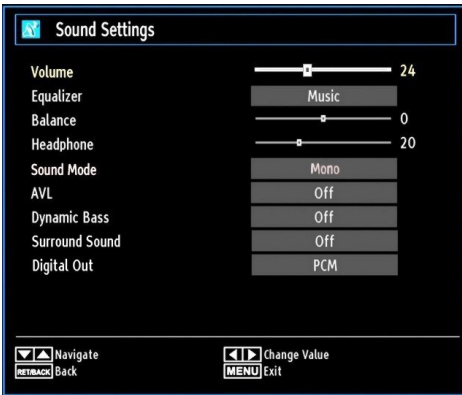 Sound Settings
Volume 24
Equalizer Music
Balance 0
Headphone 20
Sound Mode Mono
AVL Off
Dynamic Bass Off
Surround Sound Off
Digital Out PCM
Navigate Change Value
RET/BACK Back MENU Exit